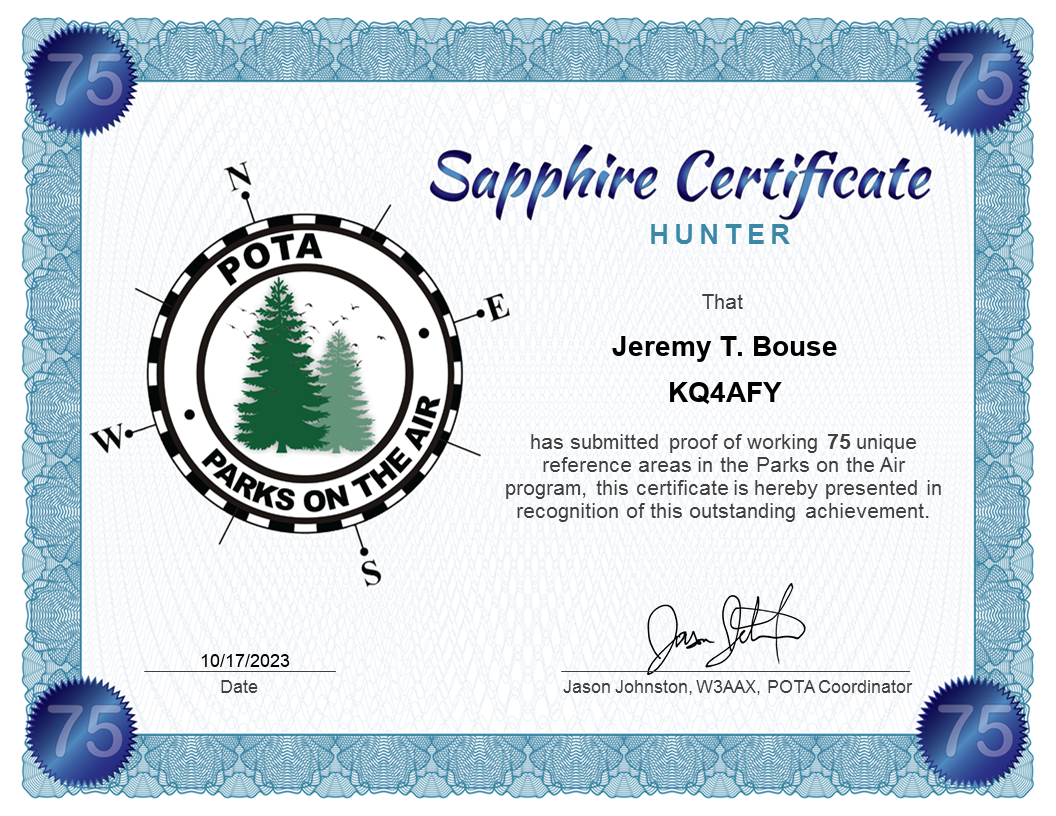 75
75
Sapphire Certificate
HUNTER
N
E
W
S
POTA
PARKS ON THE AIR
That
Jeremy T. Bouse
KQ4AFY
has submitted proof of working 75 unique
reference areas in the Parks on the Air
program, this certificate is hereby presented in
recognition of this outstanding achievement.
10/17/2023
Date
Jason Johnston, W3AAX, POTA Coordinator
75
75